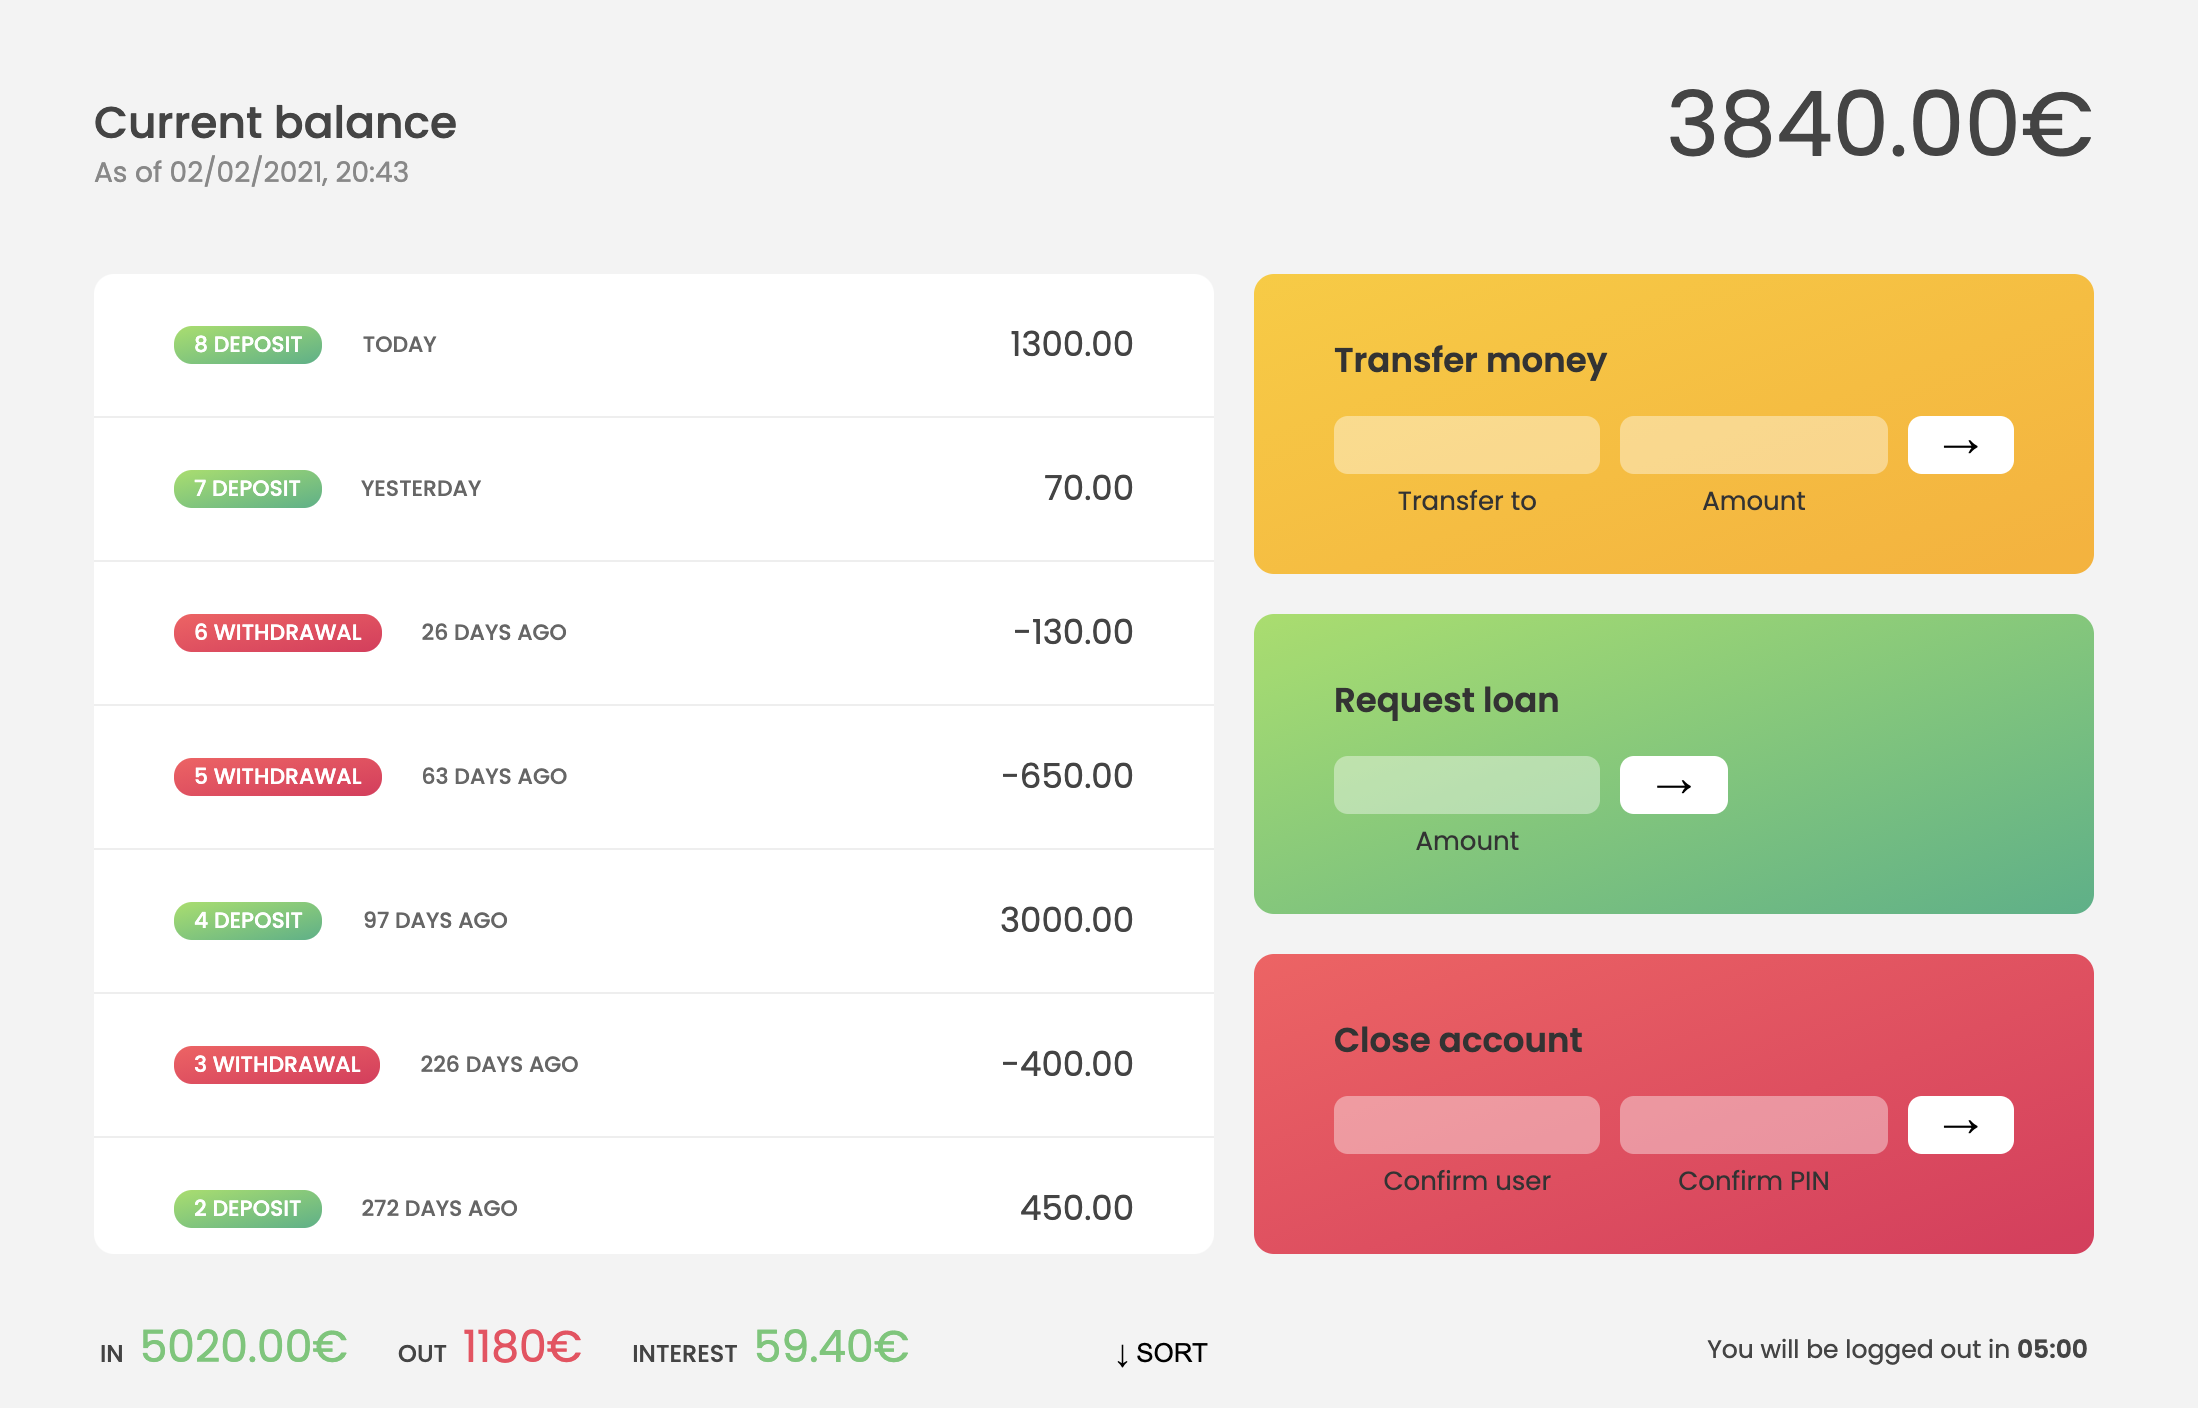 Current balance
As of 02/02/2021, 20:43
3840.00€
8 DEPOSIT TODAY 1300.00
7 DEPOSIT YESTERDAY 70.00
6 WITHDRAWAL 26 DAYS AGO -130.00
5 WITHDRAWAL 63 DAYS AGO -650.00
4 DEPOSIT 97 DAYS AGO 3000.00
3 WITHDRAWAL 226 DAYS AGO -400.00
2 DEPOSIT 272 DAYS AGO 450.00
Transfer money
→
Transfer to Amount
Request loan
→
Amount
Close account
→
Confirm user Confirm PIN
IN 5020.00€ OUT 1180€ INTEREST 59.40€ ↓ SORT
You will be logged out in 05:00